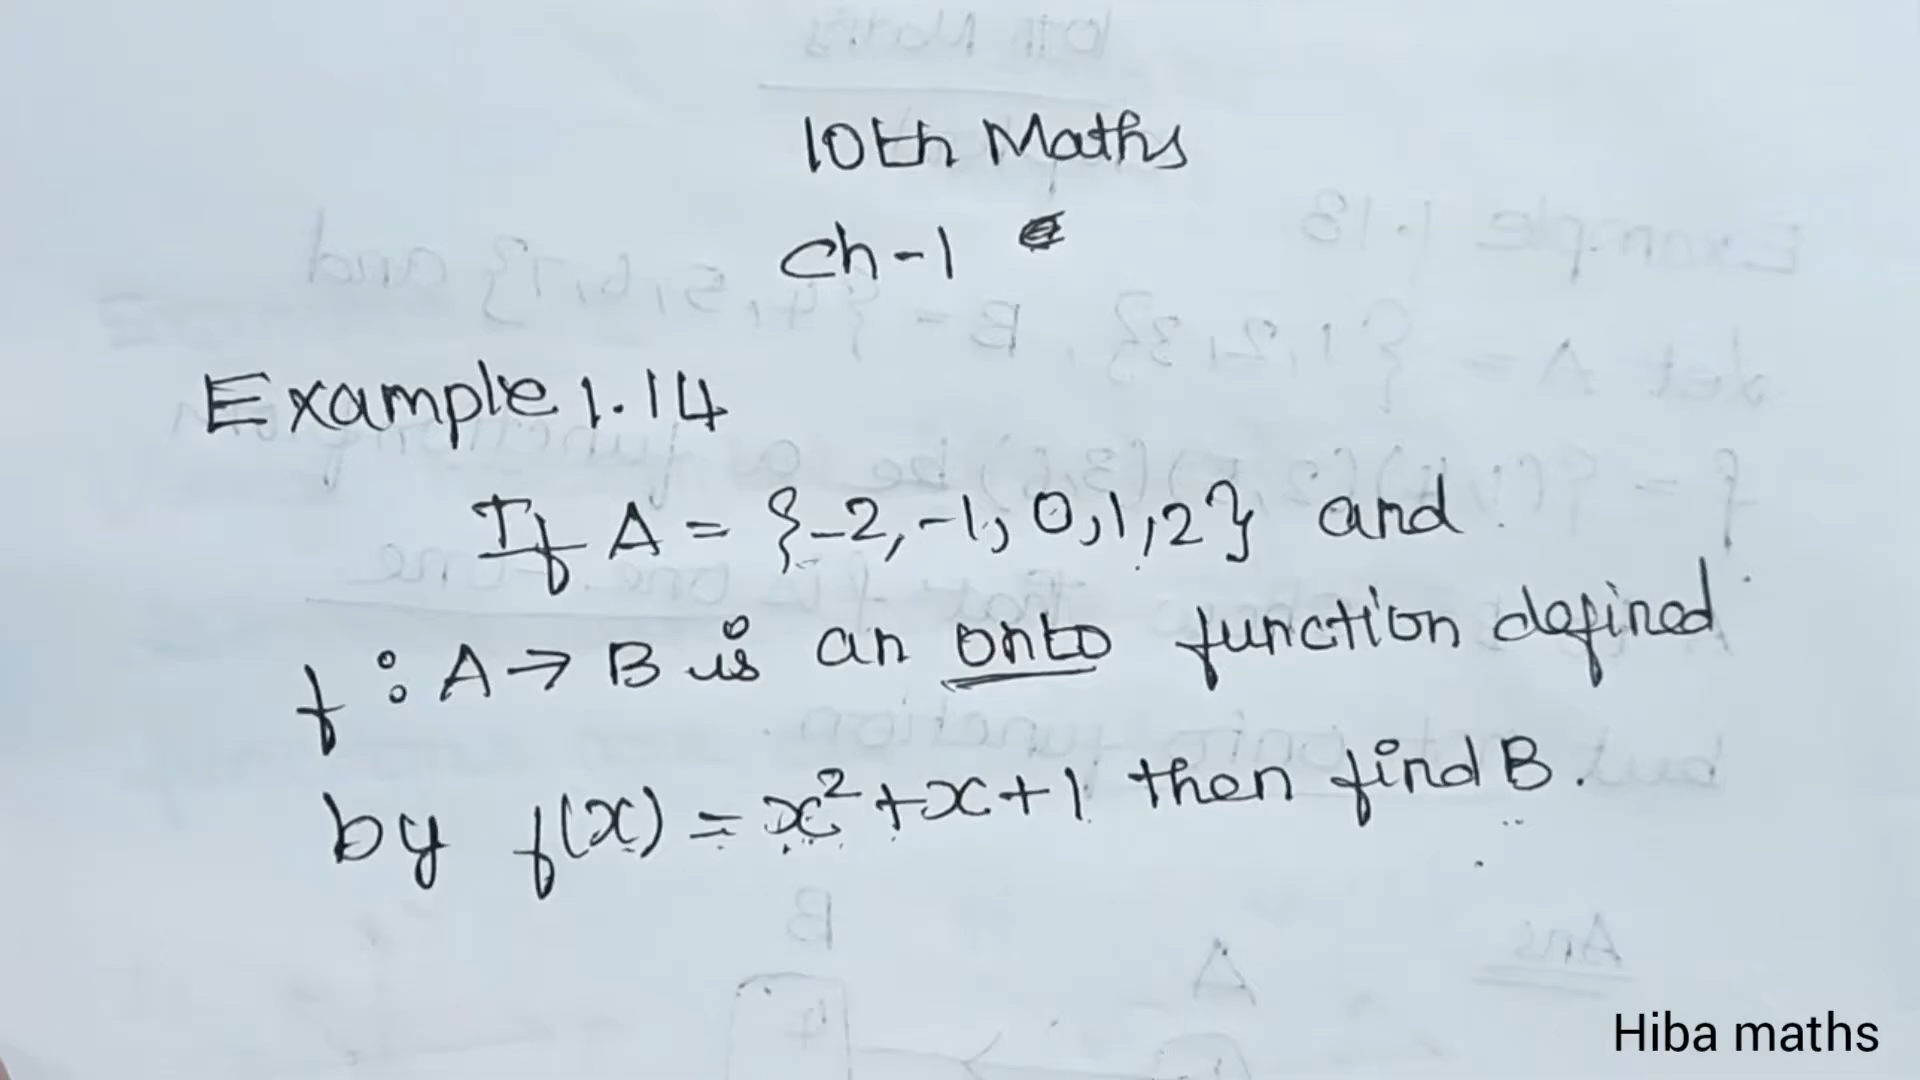 10th Maths
Ch-1
Example 1.14
If A = {-2, -1, 0, 1, 2} and
f : A → B is an onto function defined
by f(x) = x² + x + 1 then find B.
Hiba maths